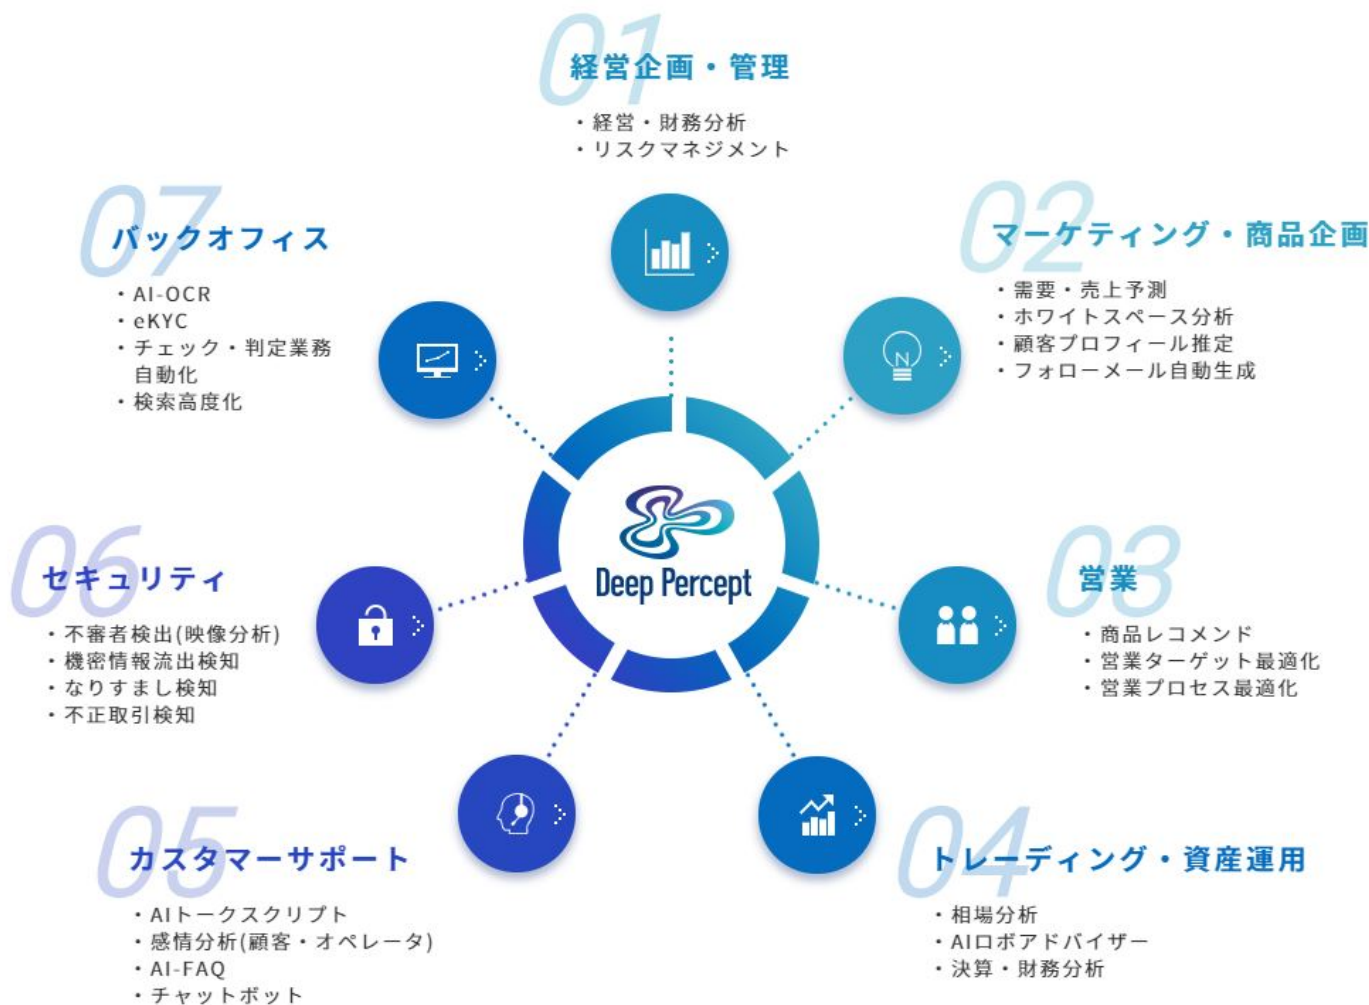 01
経営企画・管理
・経営・財務分析
・リスクマネジメント
02
マーケティング・商品企画
・需要・売上予測
・ホワイトスペース分析
・顧客プロフィール推定
・フォローメール自動生成
03
営業
・商品レコメンド
・営業ターゲット最適化
・営業プロセス最適化
04
トレーディング・資産運用
・相場分析
・AIロボアドバイザー
・決算・財務分析
05
カスタマーサポート
・AIトークスクリプト
・感情分析(顧客・オペレータ)
・AI-FAQ
・チャットボット
06
セキュリティ
・不審者検出(映像分析)
・機密情報流出検知
・なりすまし検知
・不正取引検知
07
バックオフィス
・AI-OCR
・eKYC
・チェック・判定業務
自動化
・検索高度化
Deep Percept